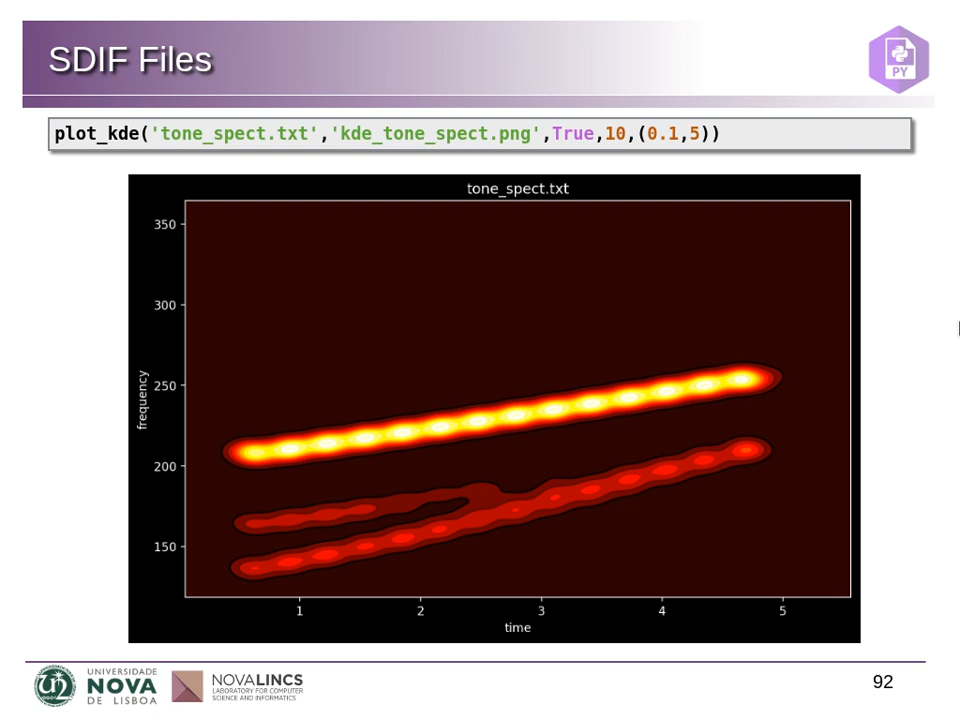 SDIF Files
PY
plot_kde('tone_spect.txt','kde_tone_spect.png',True,10,(0.1,5))
tone_spect.txt
350
300
250
200
150
frequency
1 2 3 4 5
time
UNIVERSIDADE
NOVA
DE LISBOA
NOVALINCS
LABORATORY FOR COMPUTER
SCIENCE AND INFORMATICS
92